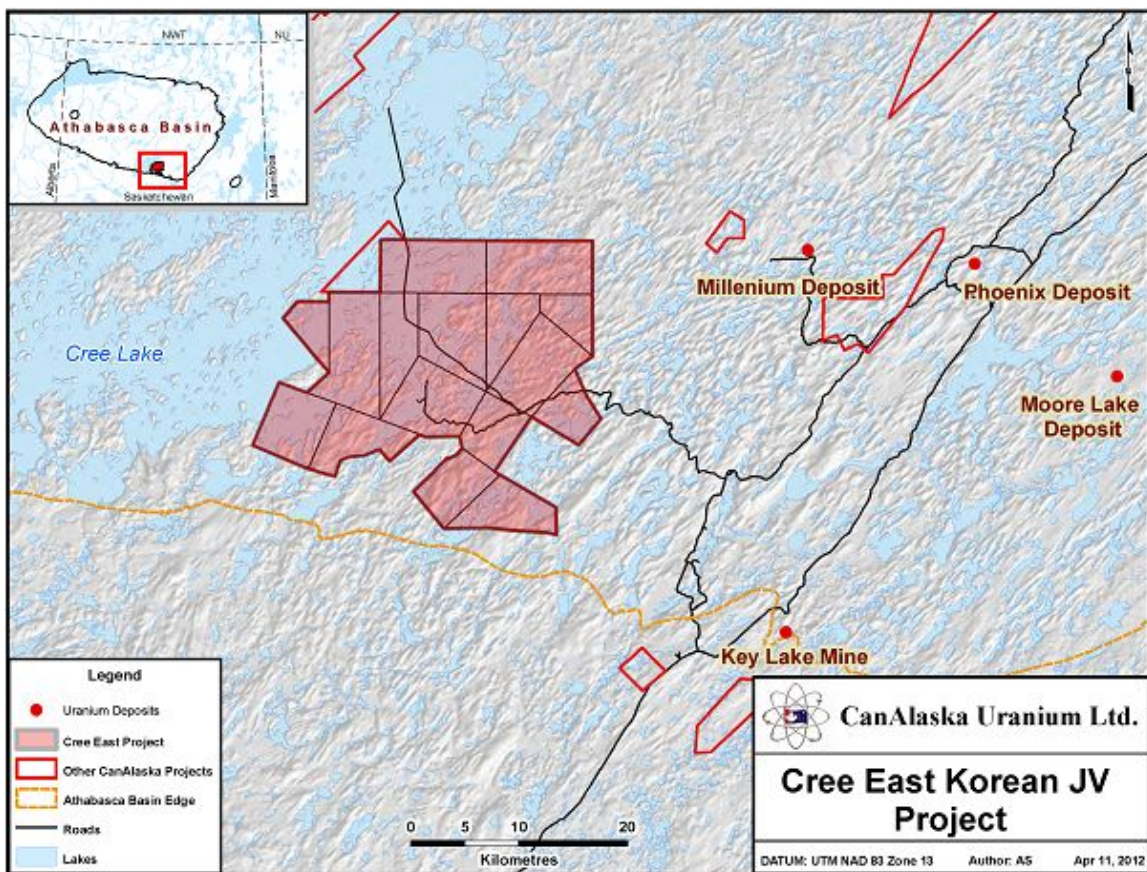 NWT
NU
Athabasca Basin
Alberta
Saskatchewan
Manitoba
Cree Lake
Millenium Deposit
Phoenix Deposit
Moore Lake
Deposit
Key Lake Mine
Legend
Uranium Deposits
Cree East Project
Other CanAlaska Projects
Athabasca Basin Edge
Roads
Lakes
0 5 10 20
Kilometres
CanAlaska Uranium Ltd.
Cree East Korean JV
Project
DATUM: UTM NAD 83 Zone 13 Author: AS Apr 11, 2012